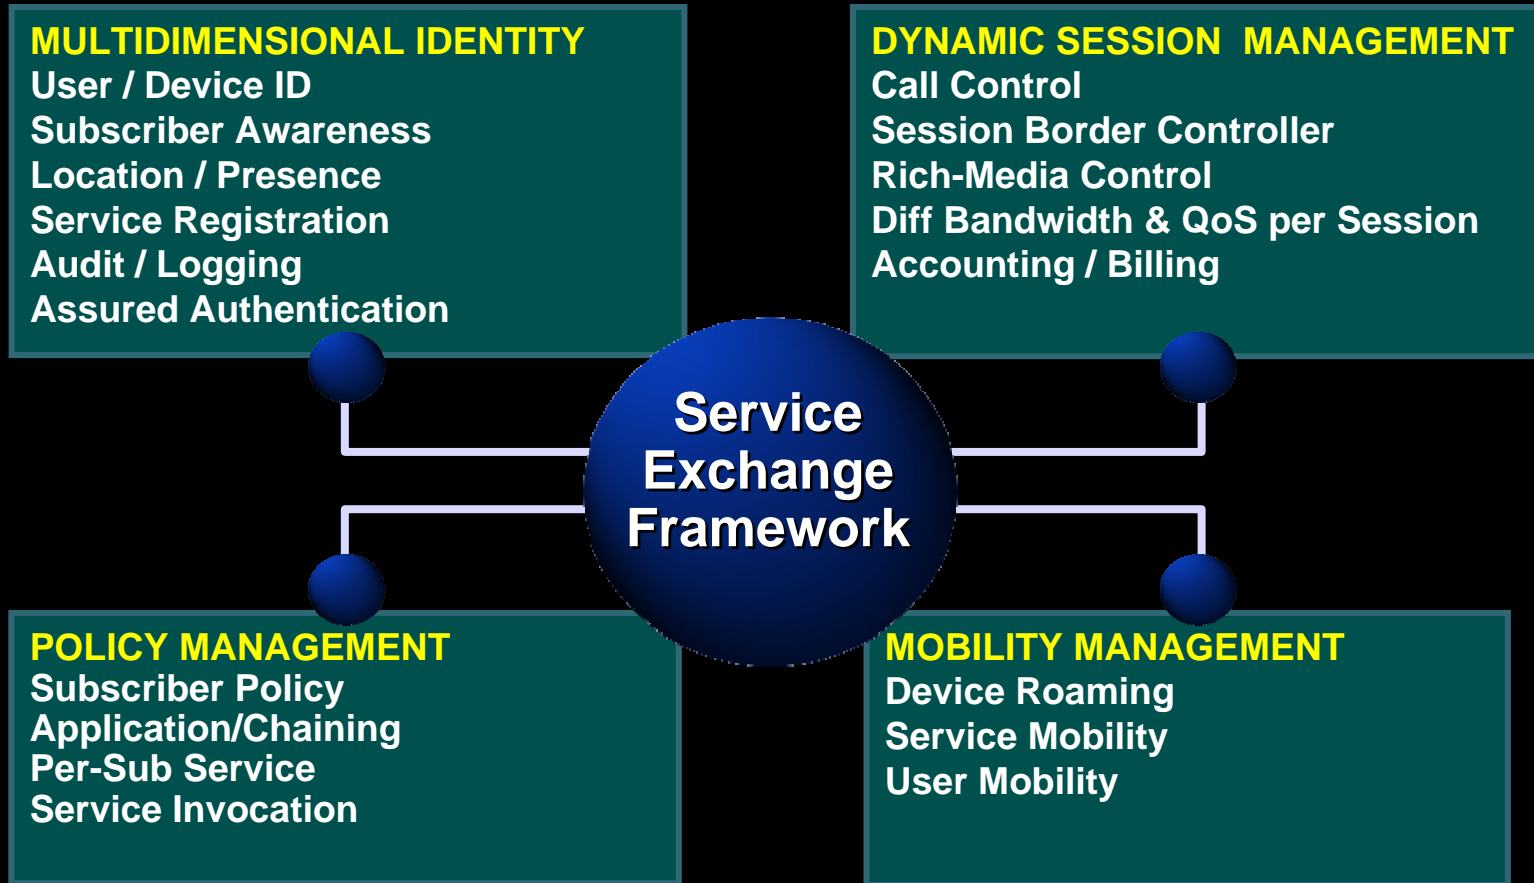 MULTIDIMENSIONAL IDENTITY
User / Device ID
Subscriber Awareness
Location / Presence
Service Registration
Audit / Logging
Assured Authentication
DYNAMIC SESSION MANAGEMENT
Call Control
Session Border Controller
Rich-Media Control
Diff Bandwidth & QoS per Session
Accounting / Billing
Service
Exchange
Framework
POLICY MANAGEMENT
Subscriber Policy
Application/Chaining
Per-Sub Service
Service Invocation
MOBILITY MANAGEMENT
Device Roaming
Service Mobility
User Mobility